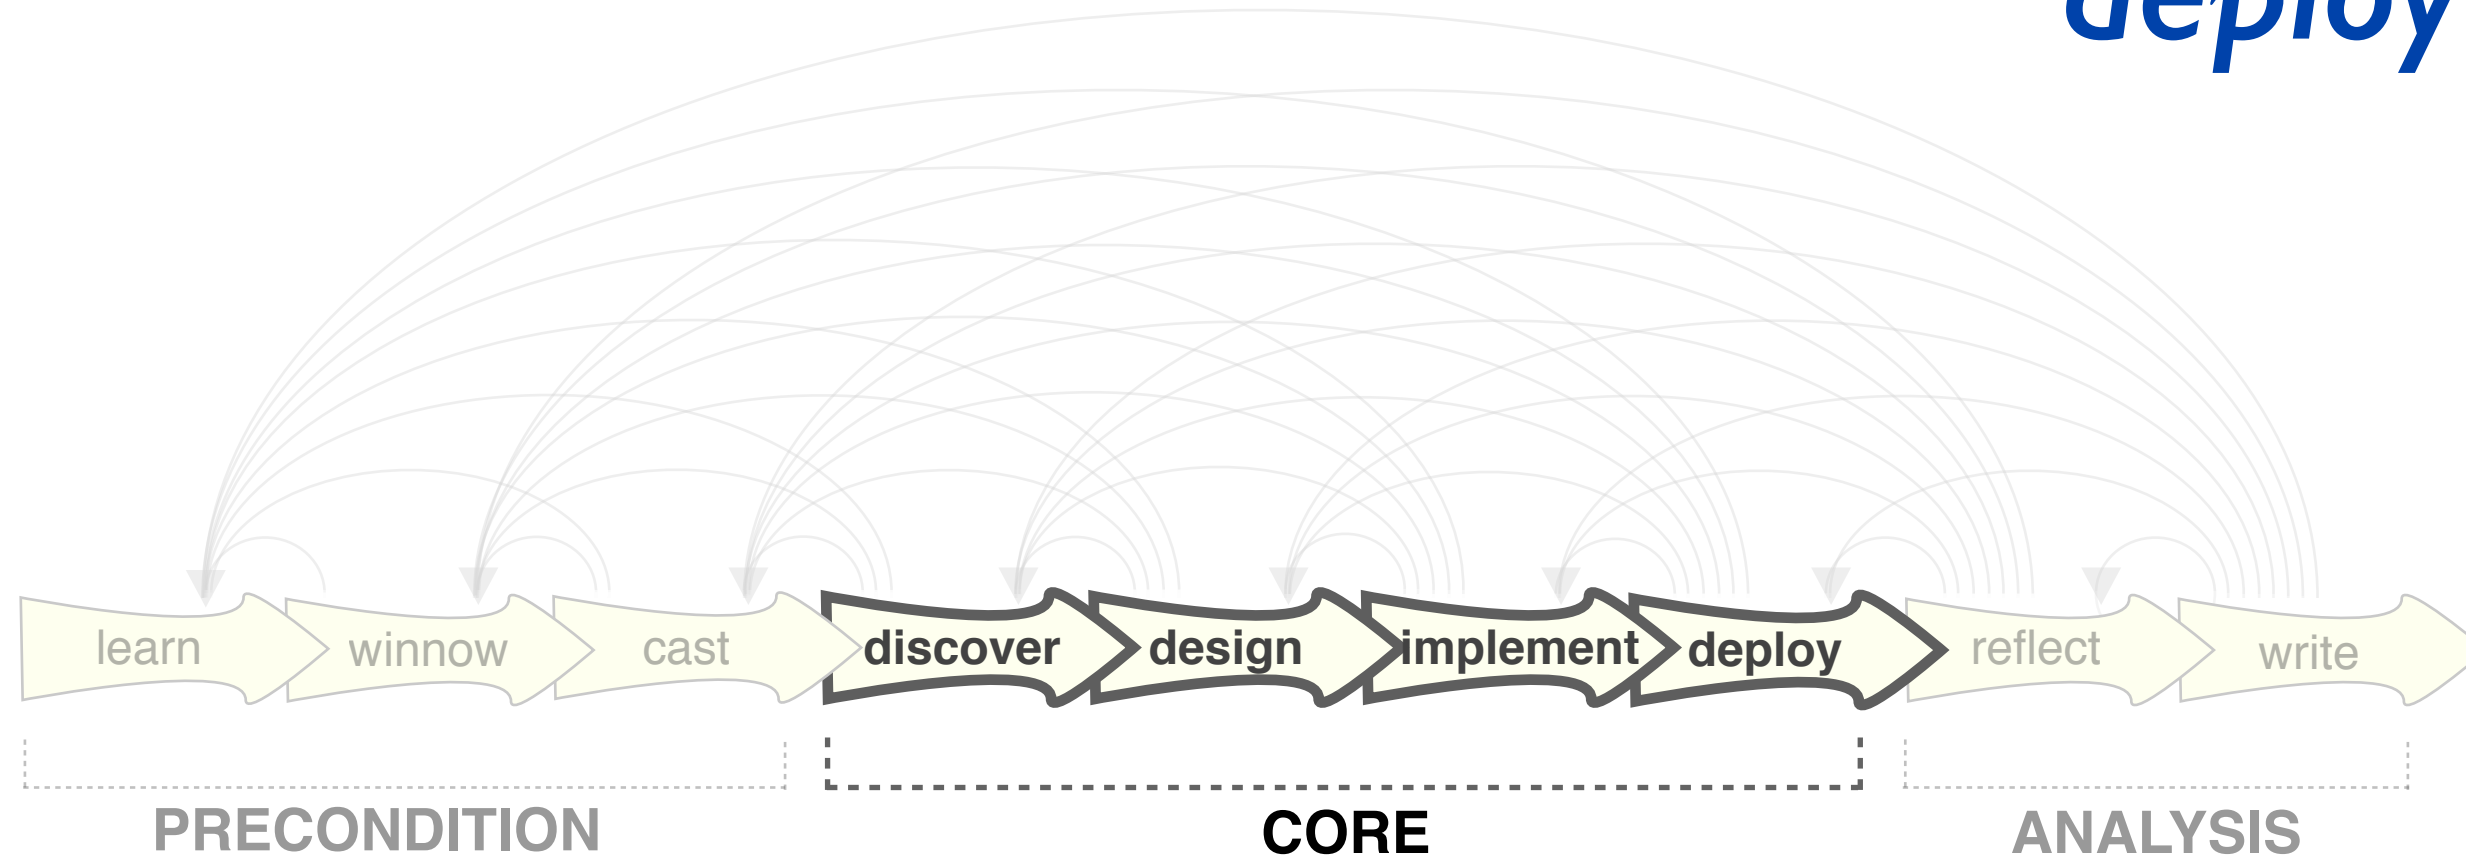 deploy
learn
winnow
cast
discover
design
implement
deploy
reflect
write
PRECONDITION
CORE
ANALYSIS